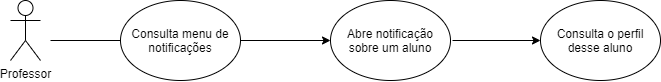 Professor
Consulta menu de
notificações
Abre notificação
sobre um aluno
Consulta o perfil
desse aluno